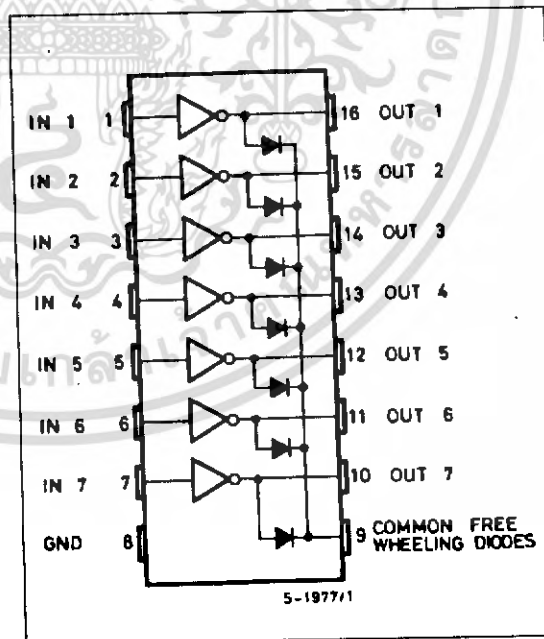 IN 1 1 16 OUT 1
IN 2 2 15 OUT 2
IN 3 3 14 OUT 3
IN 4 4 13 OUT 4
IN 5 5 12 OUT 5
IN 6 6 11 OUT 6
IN 7 7 10 OUT 7
GND 8 9 COMMON FREE
WHEELING DIODES
5-1977/1